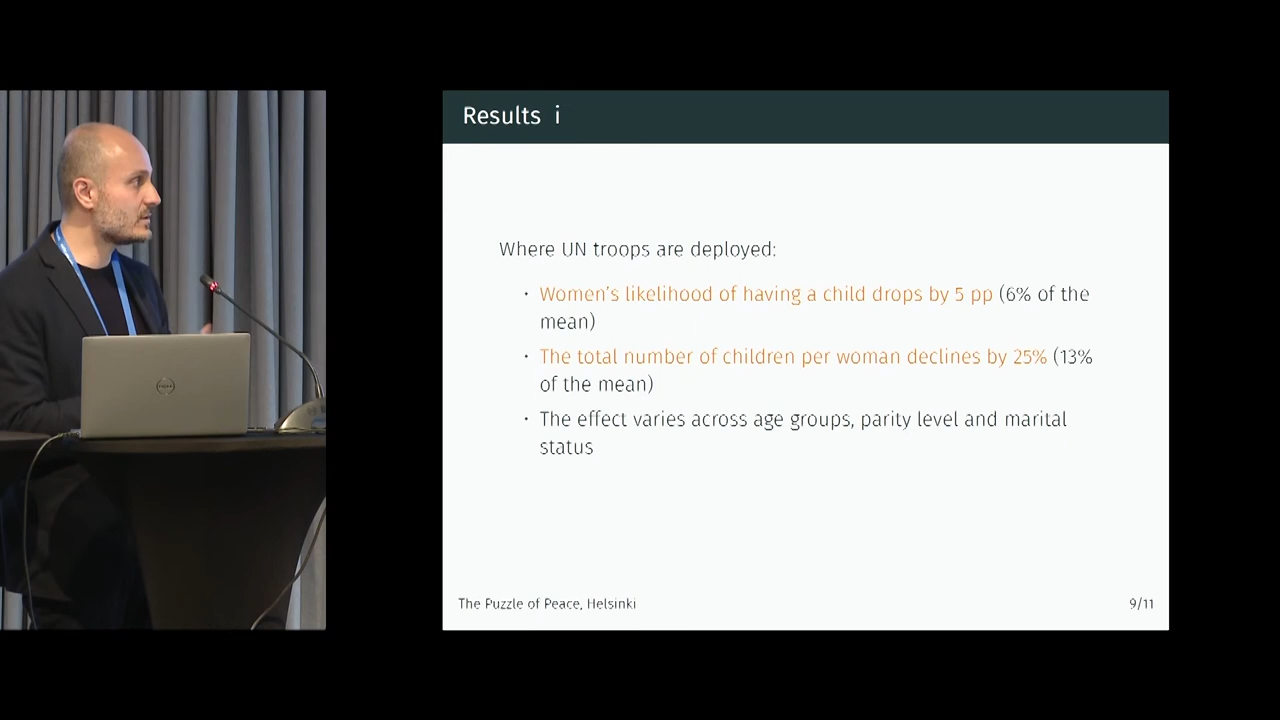 Results i
Where UN troops are deployed:
· Women's likelihood of having a child drops by 5 pp (6% of the
mean)
· The total number of children per woman declines by 25% (13%
of the mean)
· The effect varies across age groups, parity level and marital
status
The Puzzle of Peace, Helsinki
9/11